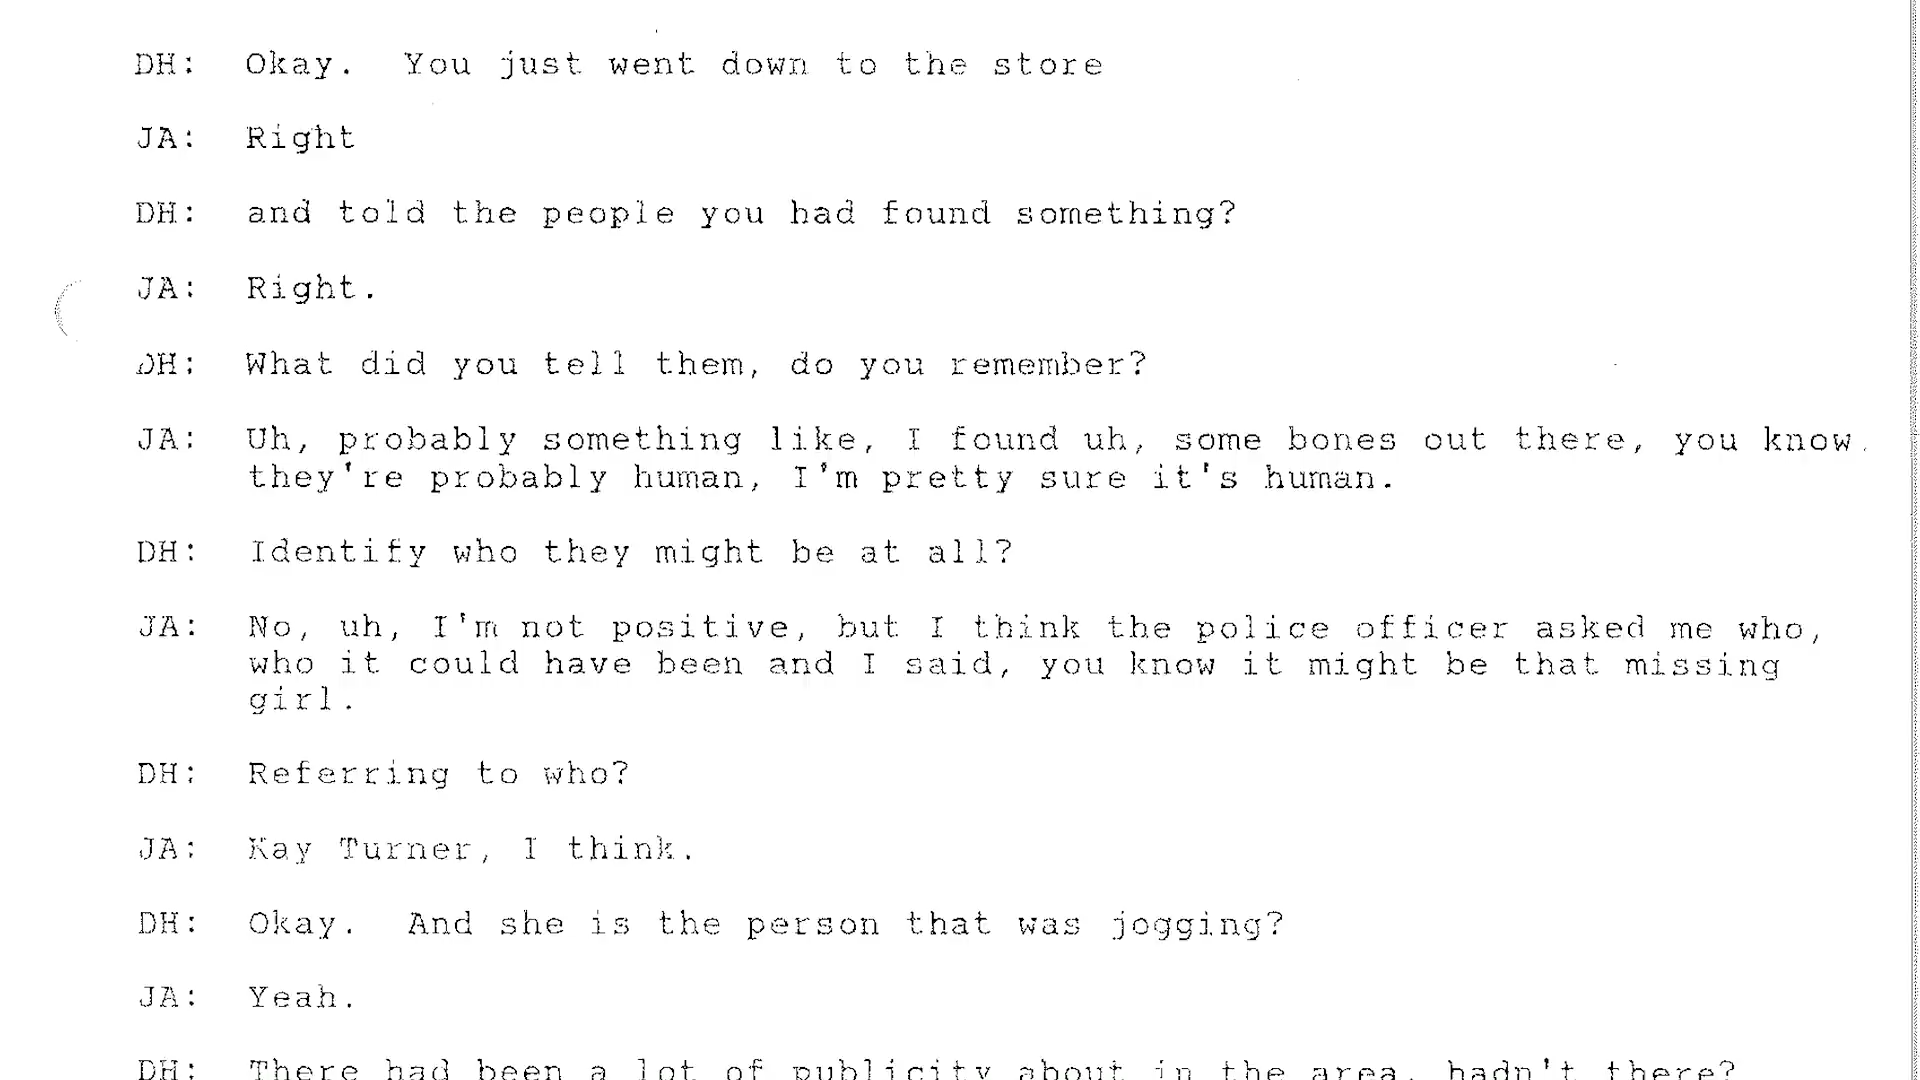 DH: Okay. You just went down to the store
JA: Right
DH: and told the people you had found something?
JA: Right.
DH: What did you tell them, do you remember?
JA: Uh, probably something like, I found uh, some bones out there, you know,
they're probably human, I'm pretty sure it's human.
DH: Identify who they might be at all?
JA: No, uh, I'm not positive, but I think the police officer asked me who,
who it could have been and I said, you know it might be that missing
girl.
DH: Referring to who?
JA: Kay Turner, I think.
DH: Okay. And she is the person that was jogging?
JA: Yeah.
DH: There had been a lot of publicity about in the area, hadn't there?